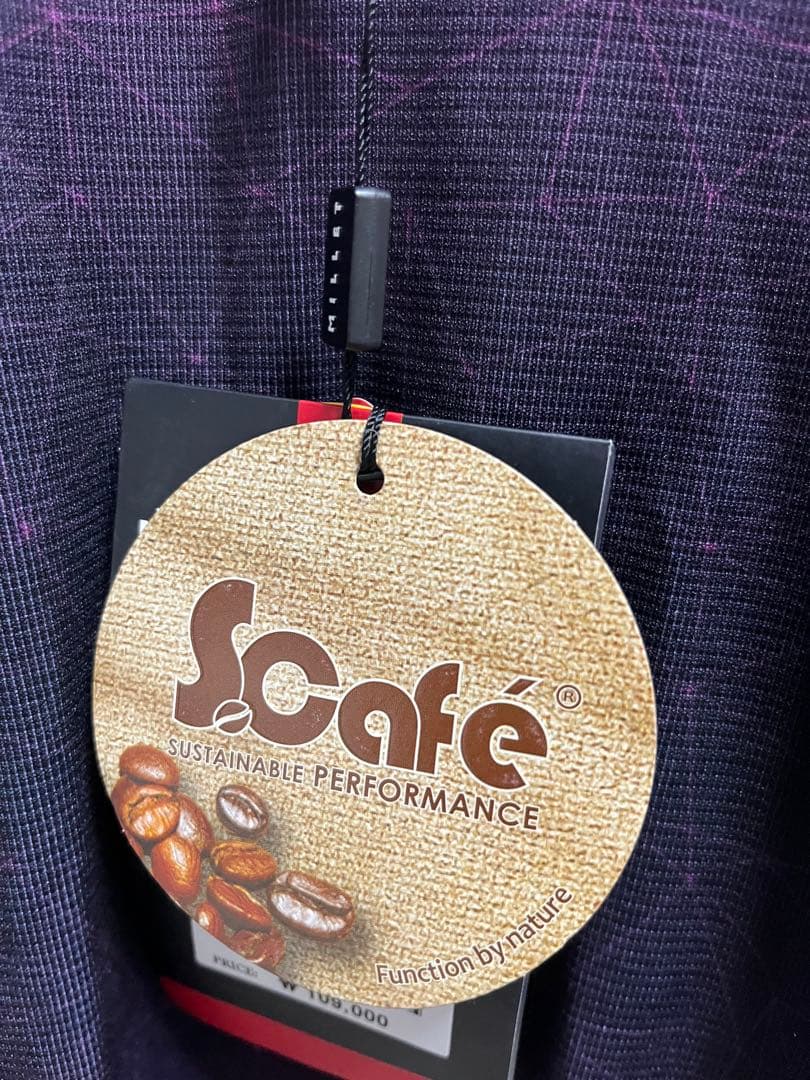 MILLET
S.Café®
SUSTAINABLE PERFORMANCE
Function by nature
PRICE:
₩ 109,000